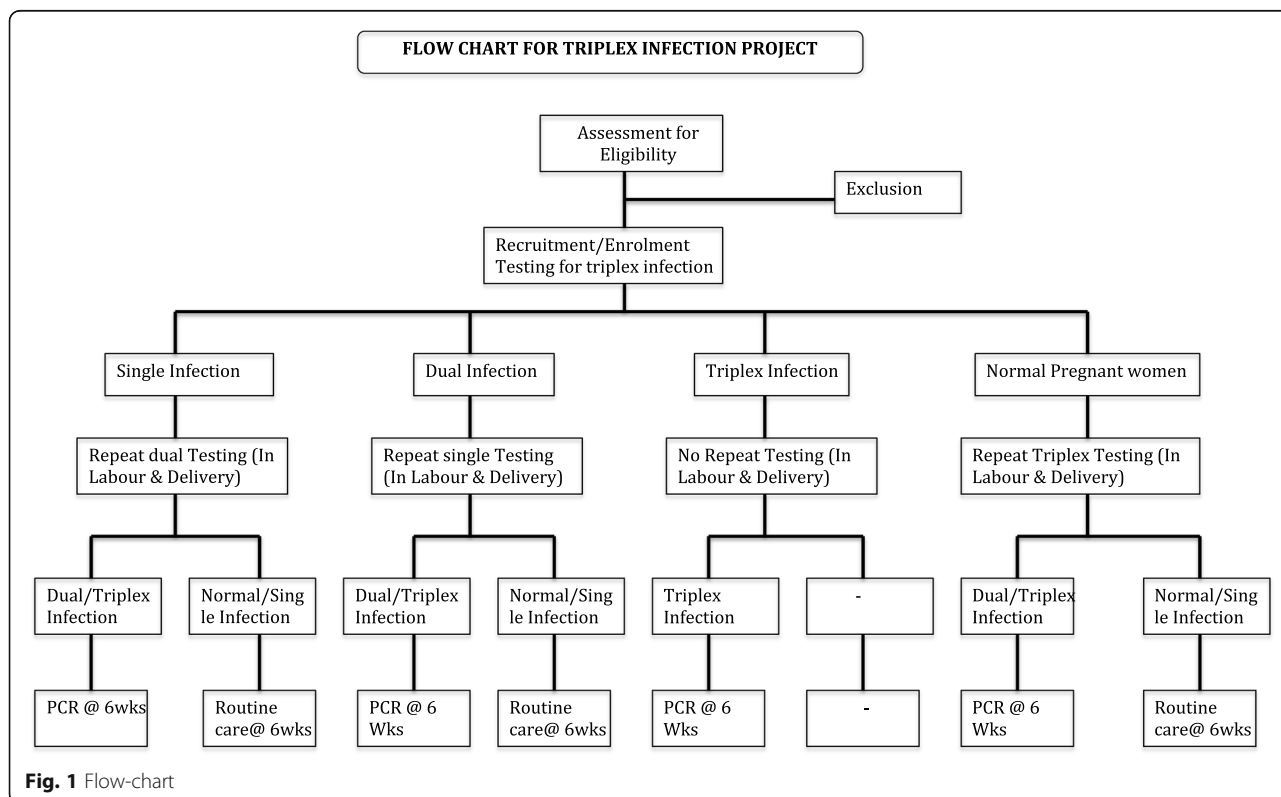 FLOW CHART FOR TRIPLEX INFECTION PROJECT
Assessment for
Eligibility
Exclusion
Recruitment/Enrolment
Testing for triplex infection
Single Infection
Dual Infection
Triplex Infection
Normal Pregnant women
Repeat dual Testing (In
Labour & Delivery)
Repeat single Testing
(In Labour & Delivery)
No Repeat Testing (In
Labour & Delivery)
Repeat Triplex Testing (In
Labour & Delivery)
Dual/Triplex
Infection
Normal/Sing
le Infection
Dual/Triplex
Infection
Normal/Sing
le Infection
Triplex
Infection
-
Dual/Triplex
Infection
Normal/Sing
le Infection
PCR @ 6wks
Routine
care@ 6wks
PCR @ 6
Wks
Routine
care@ 6wks
PCR @ 6
Wks
-
PCR @ 6
Wks
Routine
care@ 6wks
Fig. 1 Flow-chart